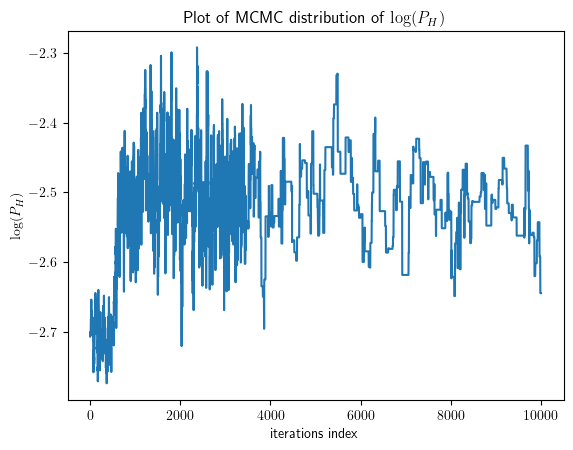 Plot of MCMC distribution of log(P_H)
log(P_H)
−2.3
−2.4
−2.5
−2.6
−2.7
0 2000 4000 6000 8000 10000
iterations index